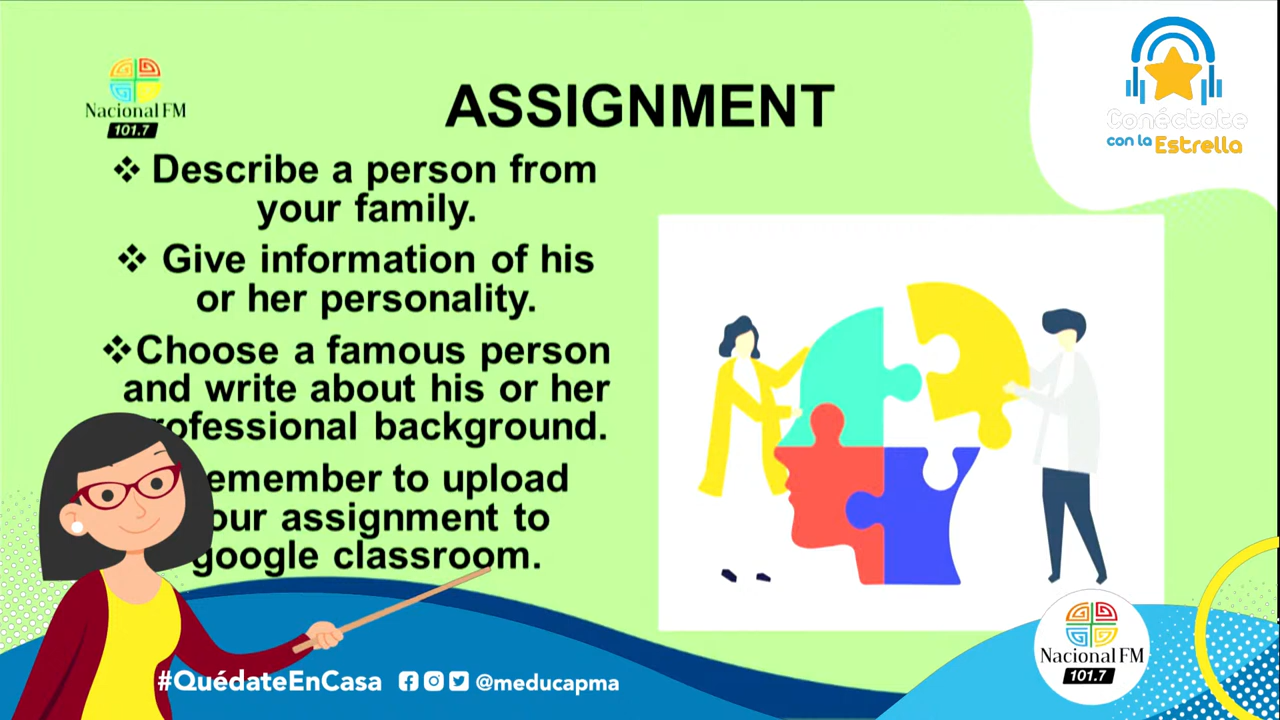 Nacional FM
101.7
ASSIGNMENT
Conéctate
con la Estrella
❖ Describe a person from
your family.
❖ Give information of his
or her personality.
❖Choose a famous person
and write about his or her
rofessional background.
emember to upload
our assignment to
google classroom.
#QuédateEnCasa @meducapma
Nacional FM
101.7